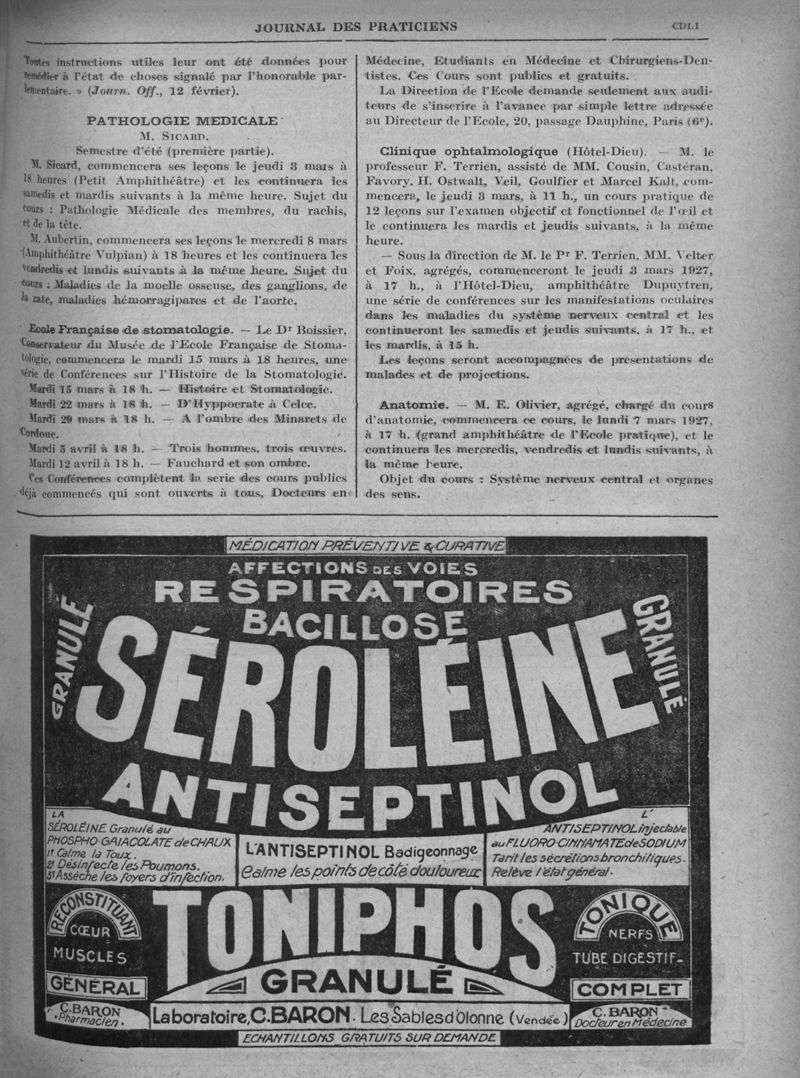 JOURNAL DES PRATICIENS
CDLI
Toutes instructions utiles leur ont été données pour
remédier à l'état de choses signalé par l'honorable par-
lementaire. » (Journ. Off., 12 février).
PATHOLOGIE MEDICALE
M. SICARD.
Semestre d'été (première partie).
M. Sicard, commencera ses leçons le jeudi 3 mars à
18 heures (Petit Amphithéâtre) et les continuera les
samedis et mardis suivants à la même heure. Sujet du
cours : Pathologie Médicale des membres, du rachis,
et de la tête.
M. Aubertin, commencera ses leçons le mercredi 8 mars
(Amphithéâtre Vulpian) à 18 heures et les continuera les
vendredis et lundis suivants à la même heure. Sujet du
cours : Maladies de la moelle osseuse, des ganglions, de
la rate, maladies hémorragipares et de l'aorte.
Ecole Française de stomatologie. — Le Dr Boissier,
Conservateur du Musée de l'Ecole Française de Stoma-
tologie, commencera le mardi 15 mars à 18 heures, une
série de Conférences sur l'Histoire de la Stomatologie.
Mardi 15 mars à 18 h. — Histoire et Stomatologie.
Mardi 22 mars à 18 h. — D'Hyppocrate à Celce.
Mardi 29 mars à 18 h. — A l'ombre des Minarets de
Cordoue.
Mardi 5 avril à 18 h. — Trois hommes, trois œuvres.
Mardi 12 avril à 18 h. — Fauchard et son ombre.
Ces Conférences complètent la série des cours publics
déjà commencés qui sont ouverts à tous, Docteurs en
Médecine, Etudiants en Médecine et Chirurgiens-Den-
tistes. Ces Cours sont publics et gratuits.
La Direction de l'Ecole demande seulement aux audi-
teurs de s'inscrire à l'avance par simple lettre adressée
au Directeur de l'Ecole, 20, passage Dauphine, Paris (6e).
Clinique ophtalmologique (Hôtel-Dieu). — M. le
professeur F. Terrien, assisté de MM. Cousin, Castéran,
Favory, H. Ostwalt, Veil, Goulfier et Marcel Kalt, com-
mencera, le jeudi 3 mars, à 11 h., un cours pratique de
12 leçons sur l'examen objectif et fonctionnel de l'œil et
le continuera les mardis et jeudis suivants, à la même
heure.
— Sous la direction de M. le Pr F. Terrien, MM. Velter
et Foix, agrégés, commenceront le jeudi 3 mars 1927,
à 17 h., à l'Hôtel-Dieu, amphithéâtre Dupuytren,
une série de conférences sur les manifestations oculaires
dans les maladies du système nerveux central et les
continueront les samedis et jeudis suivants, à 17 h., et
les mardis, à 15 h.
Les leçons seront accompagnées de présentations de
malades et de projections.
Anatomie. — M. E. Olivier, agrégé, chargé du cours
d'anatomie, commencera ce cours, le lundi 7 mars 1927,
à 17 h. (grand amphithéâtre de l'Ecole pratique), et le
continuera les mercredis, vendredis et lundis suivants, à
la même heure.
Objet du cours : Système nerveux central et organes
des sens.
MÉDICATION PRÉVENTIVE & CURATIVE
AFFECTIONS DES VOIES
RESPIRATOIRES
BACILLOSE
GRANULÉ
SÉROLÉINE
GRANULÉ
ANTISEPTINOL
LA
SÉROLÉINE Granulé au
PHOSPHO-GAIACOLATE de CHAUX
1º Calme la Toux.
2º Désinfecte les Poumons.
3º Assèche les foyers d'infection.
L'ANTISEPTINOL Badigeonnage
calme les points de côté douloureux
L'
ANTISEPTINOL injectable
au FLUORO-CINNAMATE de SODIUM
Tarit les sécrétions bronchitiques.
Relève l'état général.
RECONSTITUANT
CŒUR
MUSCLES
GÉNÉRAL
TONIPHOS
GRANULÉ
TONIQUE
NERFS
TUBE DIGESTIF
COMPLET
C. BARON
Pharmacien.
Laboratoire, C. BARON. Les Sables d'Olonne (Vendée)
C. BARON
Docteur en Médecine
ECHANTILLONS GRATUITS SUR DEMANDE